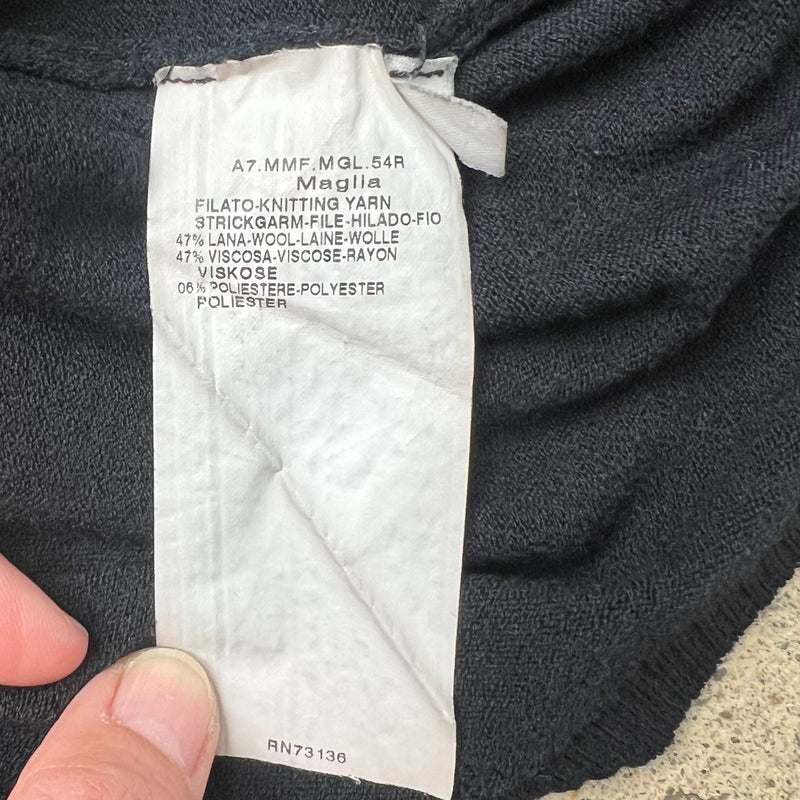 A7.MMF.MGL.54R
Maglia
FILATO-KNITTING YARN
STRICKGARM-FILE-HILADO-FIO
47% LANA-WOOL-LAINE-WOLLE
47% VISCOSA-VISCOSE-RAYON
VISKOSE
06% POLIESTERE-POLYESTER
POLIESTER
RN73136